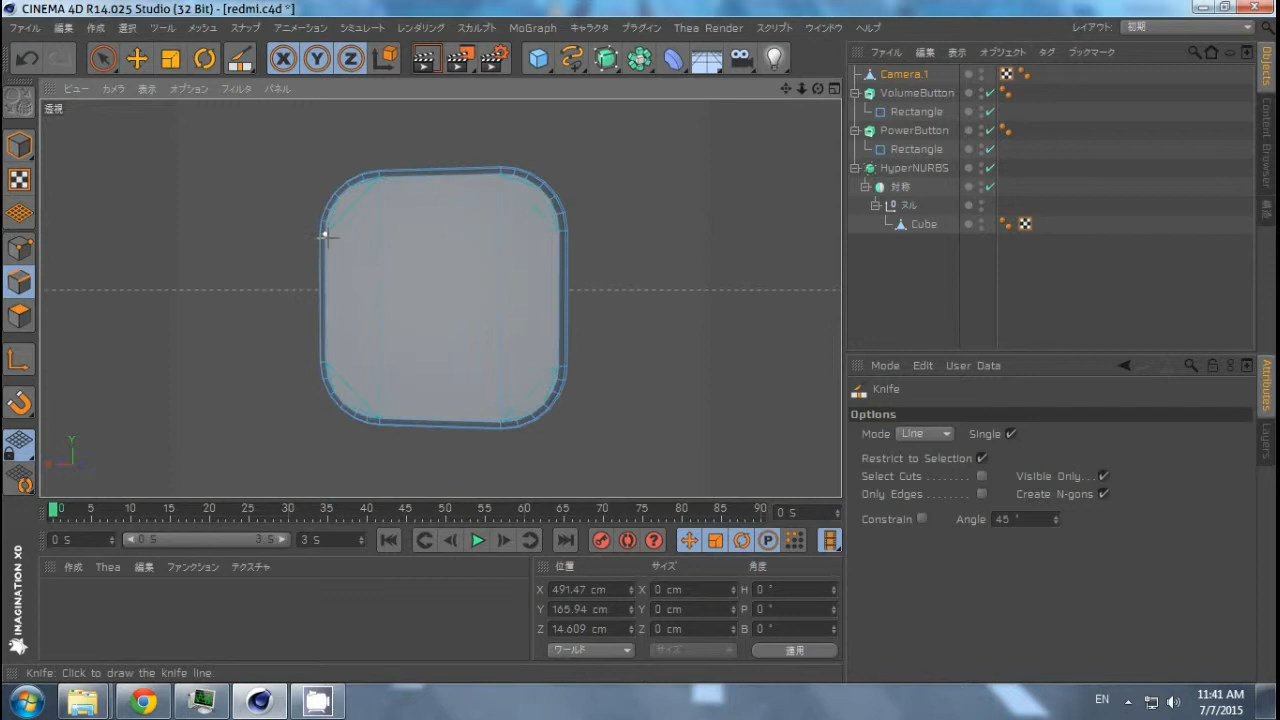 CINEMA 4D R14.025 Studio (32 Bit) - [redmi.c4d *]
ファイル 編集 作成 選択 ツール メッシュ スナップ アニメーション シミュレート レンダリング スカルプト MoGraph キャラクタ プラグイン Thea Render スクリプト ウインドウ ヘルプ レイアウト: 初期
X Y Z
ファイル 編集 表示 オブジェクト タグ ブックマーク
Camera.1
VolumeButton
Rectangle
PowerButton
Rectangle
HyperNURBS
対称
ヌル
Cube
Objects
Content Browser
構造
ビュー カメラ 表示 オプション フィルタ パネル
透視
Y
Mode Edit User Data
Knife
Options
Mode Line Single
Restrict to Selection
Select Cuts Visible Only
Only Edges Create N-gons
Constrain Angle 45 °
Attributes
Layers
0 5 10 15 20 25 30 35 40 45 50 55 60 65 70 75 80 85 90 0 S
0 S 0 S 3 S 3 S
P
作成 Thea 編集 ファンクション テクスチャ
位置 サイズ 角度
X 491.47 cm X 0 cm H 0 °
Y 165.94 cm Y 0 cm P 0 °
Z 14.609 cm Z 0 cm B 0 °
ワールド サイズ 適用
IMAGINATION XD
Knife: Click to draw the knife line.
EN
11:41 AM
7/7/2015